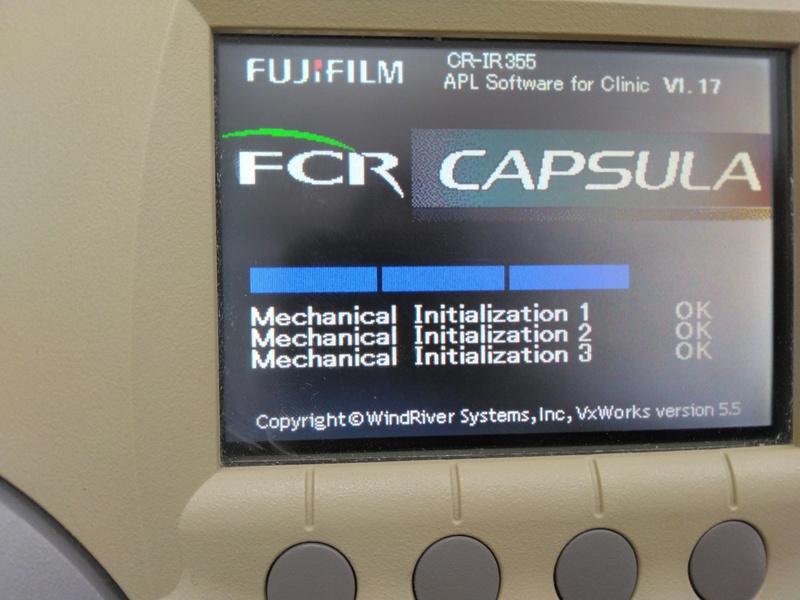 FUJIFILM
CR-IR355
APL Software for Clinic V1.17
FCR CAPSULA
Mechanical Initialization 1 OK
Mechanical Initialization 2 OK
Mechanical Initialization 3 OK
Copyright©WindRiver Systems,Inc,VxWorks version 5.5